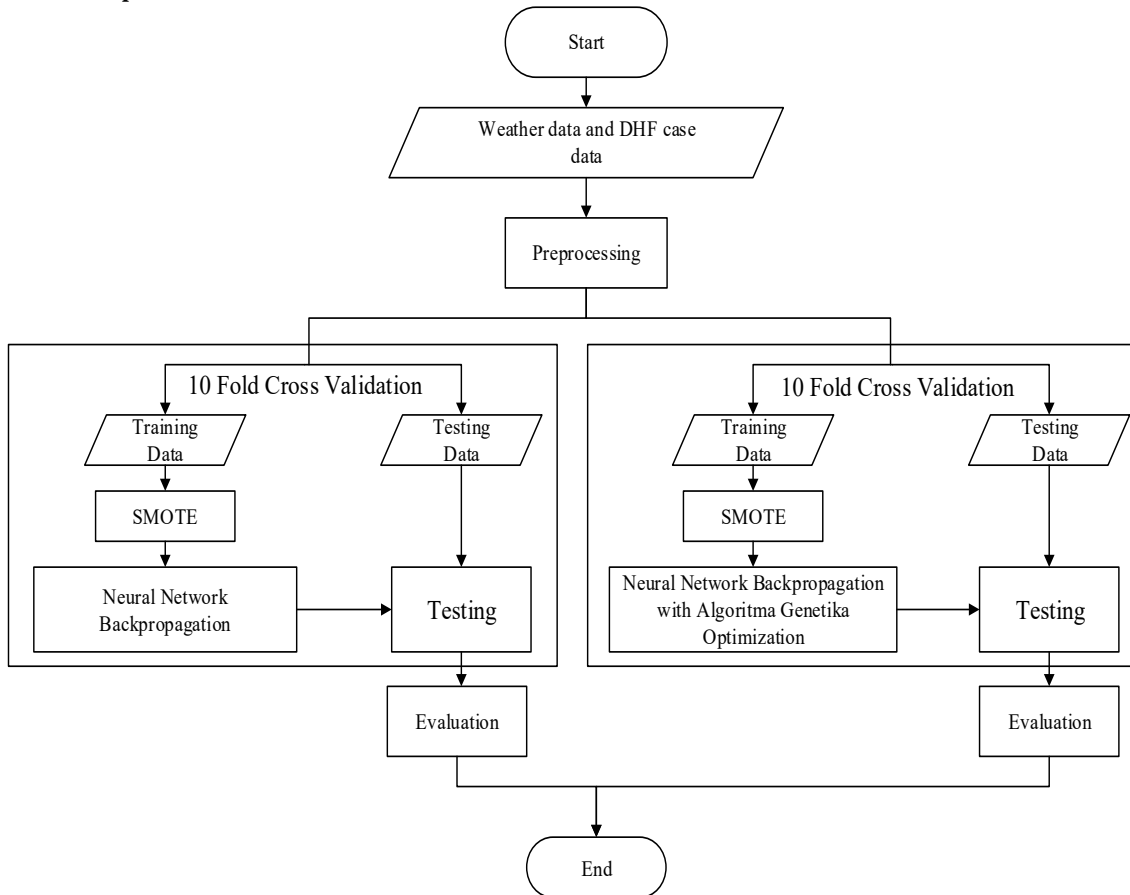 Start
Weather data and DHF case
data
Preprocessing
10 Fold Cross Validation
Training
Data
Testing
Data
SMOTE
Neural Network
Backpropagation
Testing
Evaluation
10 Fold Cross Validation
Training
Data
Testing
Data
SMOTE
Neural Network Backpropagation
with Algoritma Genetika
Optimization
Testing
Evaluation
End